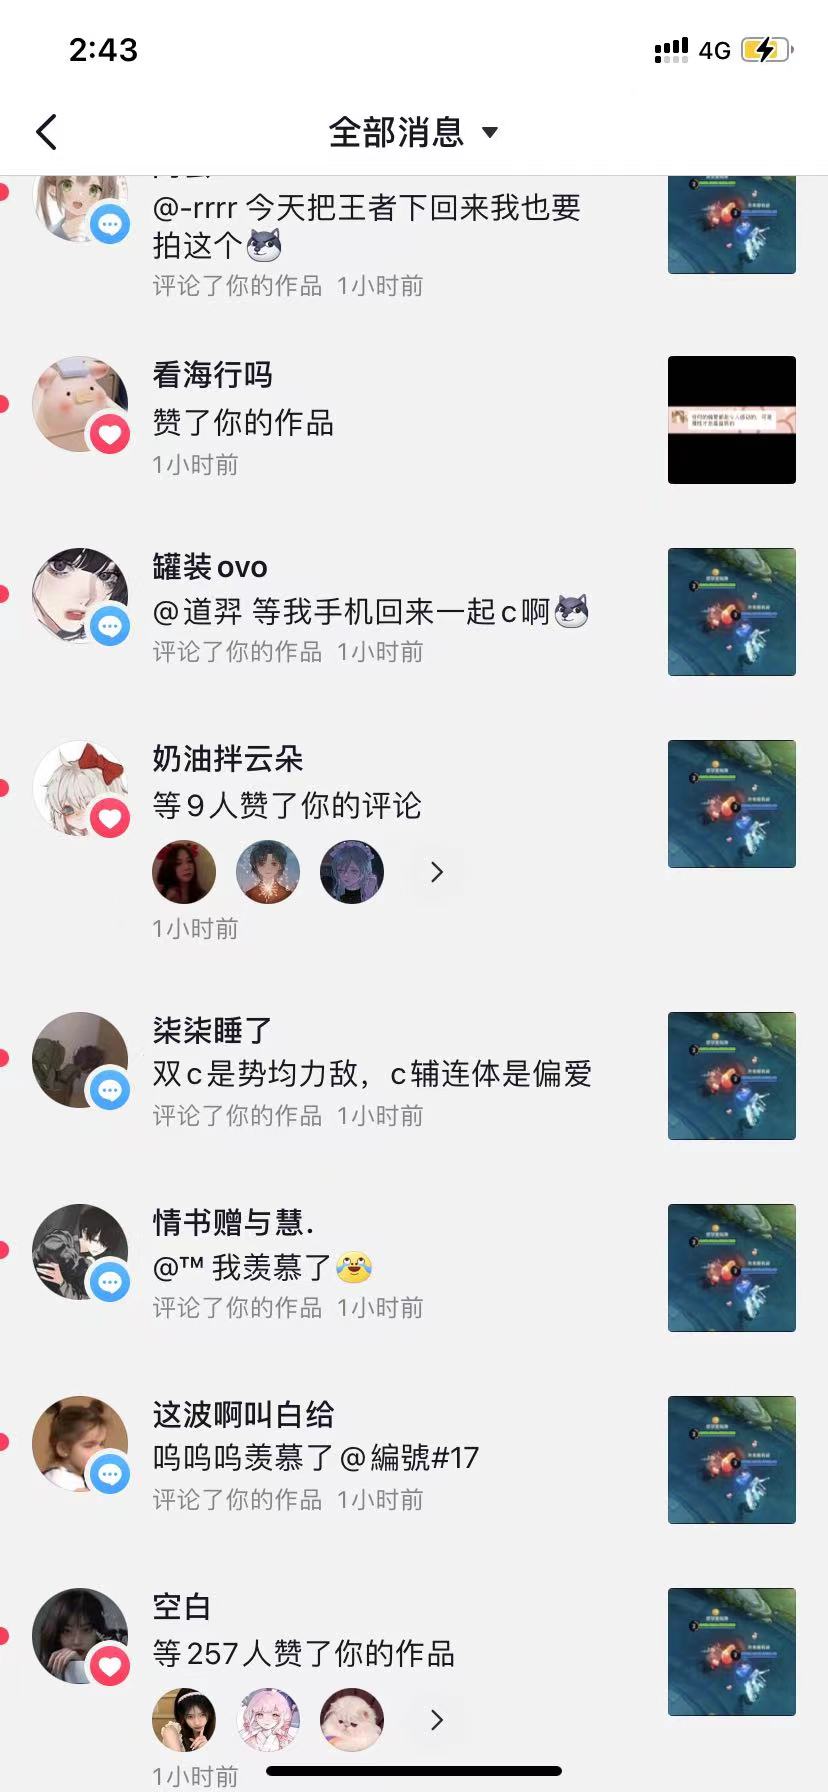 2:43
4G
全部消息
@-rrrr 今天把王者下回来我也要
拍这个
评论了你的作品 1小时前
看海行吗
赞了你的作品
1小时前
罐装ovo
@道羿 等我手机回来一起c啊
评论了你的作品 1小时前
奶油拌云朵
等9人赞了你的评论
1小时前
柒柒睡了
双c是势均力敌，c辅连体是偏爱
评论了你的作品 1小时前
情书赠与慧.
@™ 我羡慕了
评论了你的作品 1小时前
这波啊叫白给
呜呜呜羡慕了@編號#17
评论了你的作品 1小时前
空白
等257人赞了你的作品
1小时前